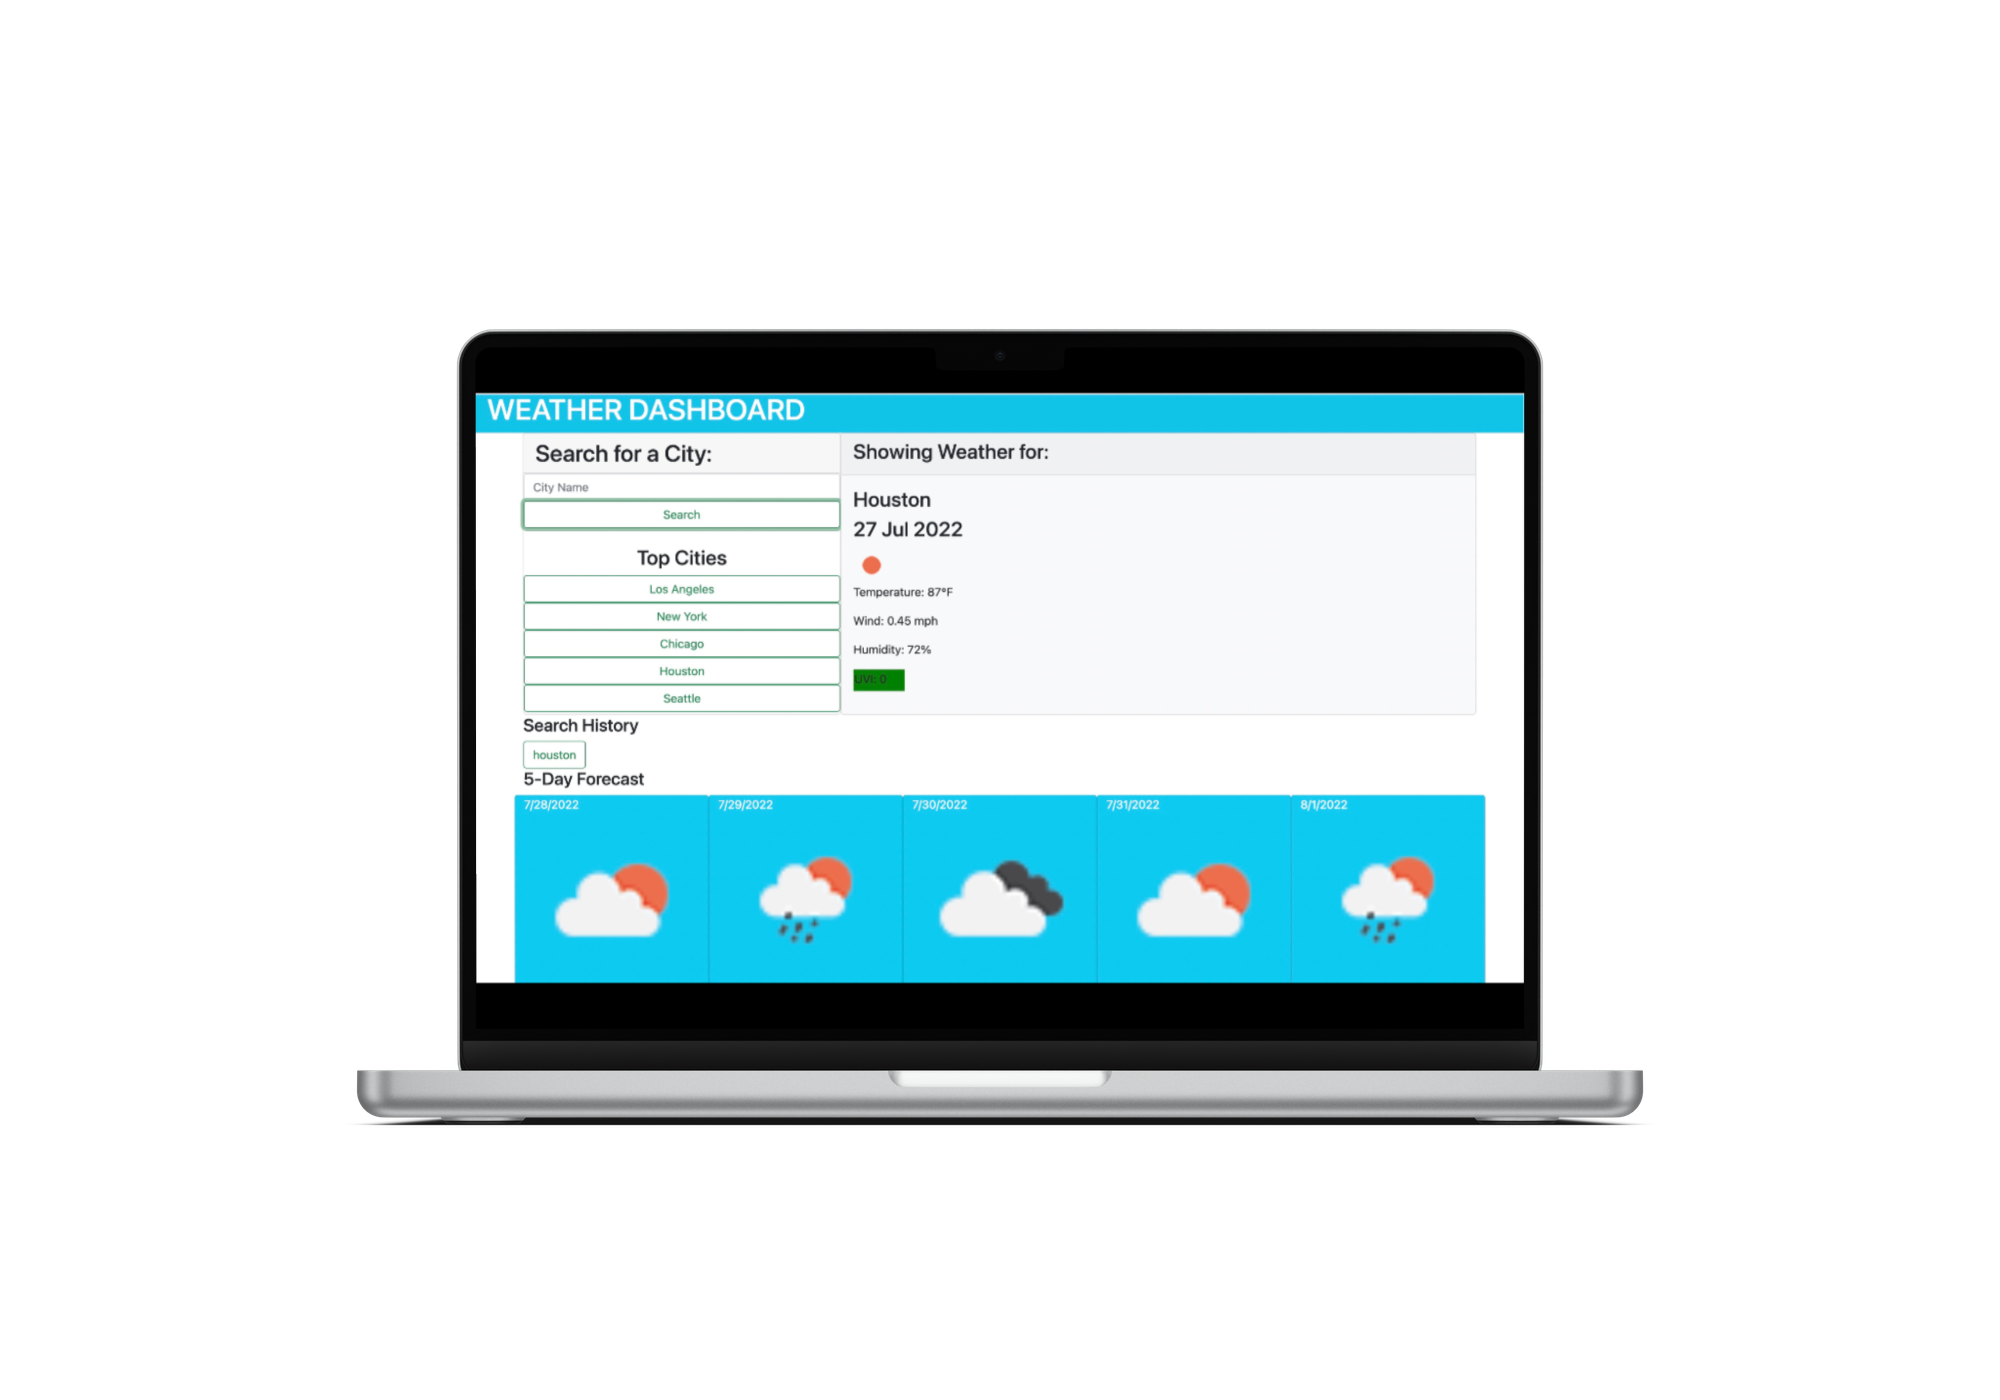 WEATHER DASHBOARD
Search for a City:
City Name
Search
Top Cities
Los Angeles
New York
Chicago
Houston
Seattle
Showing Weather for:
Houston
27 Jul 2022
Temperature: 87°F
Wind: 0.45 mph
Humidity: 72%
UVI: 0
Search History
houston
5-Day Forecast
7/28/2022
7/29/2022
7/30/2022
7/31/2022
8/1/2022